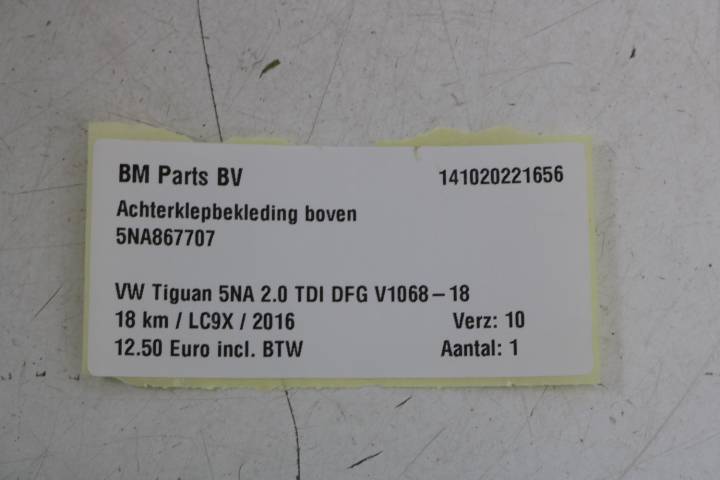 BM Parts BV 141020221656
Achterklepbekleding boven
5NA867707
VW Tiguan 5NA 2.0 TDI DFG V1068-18
18 km / LC9X / 2016 Verz: 10
12.50 Euro incl. BTW Aantal: 1